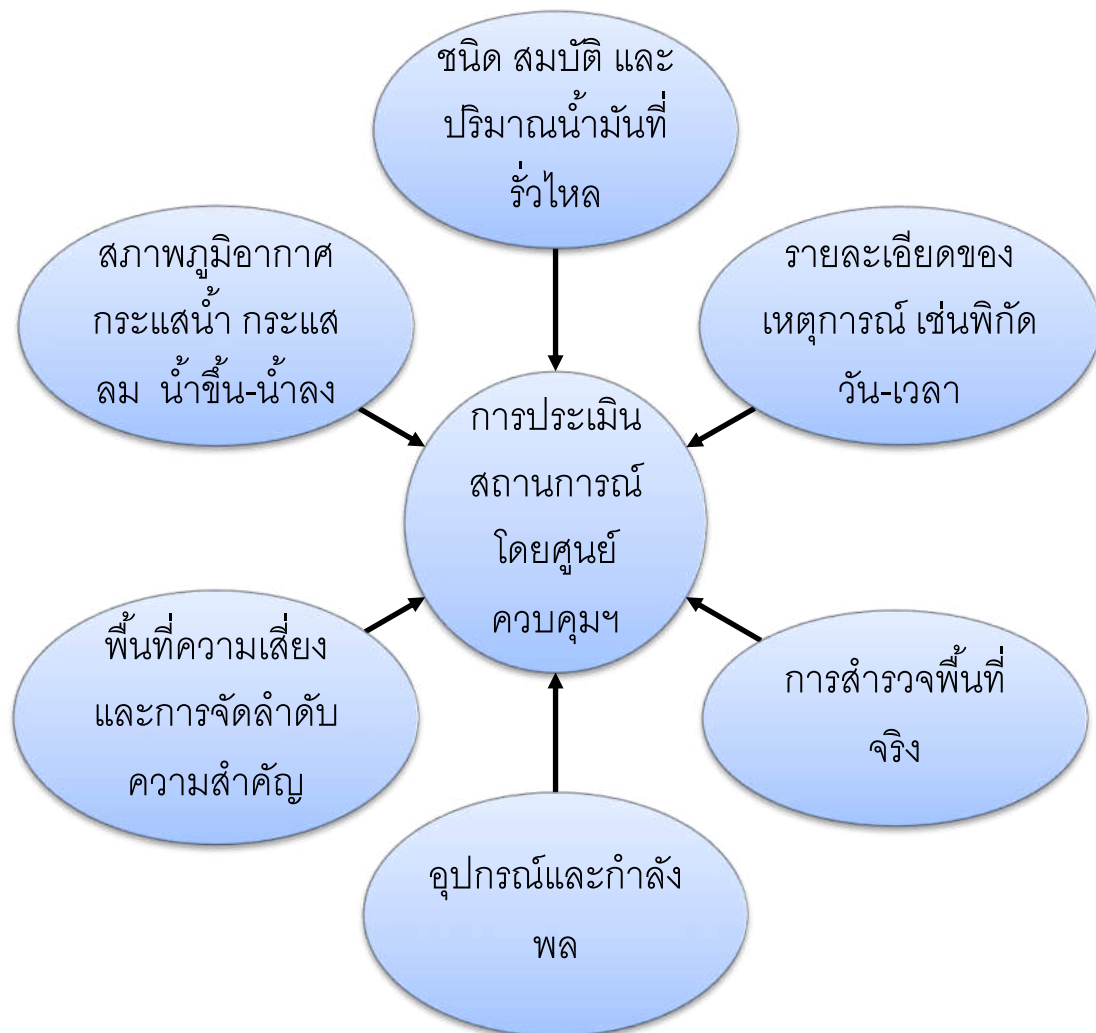 ชนิด สมบัติ และ
ปริมาณน้ำมันที่
รั่วไหล
สภาพภูมิอากาศ
กระแสน้ำ กระแส
ลม น้ำขึ้น-น้ำลง
รายละเอียดของ
เหตุการณ์ เช่นพิกัด
วัน-เวลา
การประเมิน
สถานการณ์
โดยศูนย์
ควบคุมฯ
พื้นที่ความเสี่ยง
และการจัดลำดับ
ความสำคัญ
การสำรวจพื้นที่
จริง
อุปกรณ์และกำลัง
พล